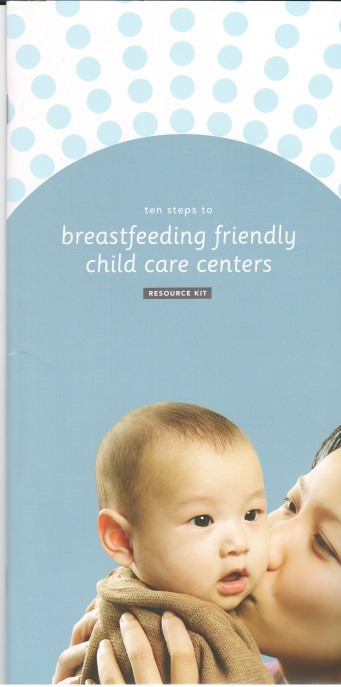 ten steps to
breastfeeding friendly
child care centers
RESOURCE KIT